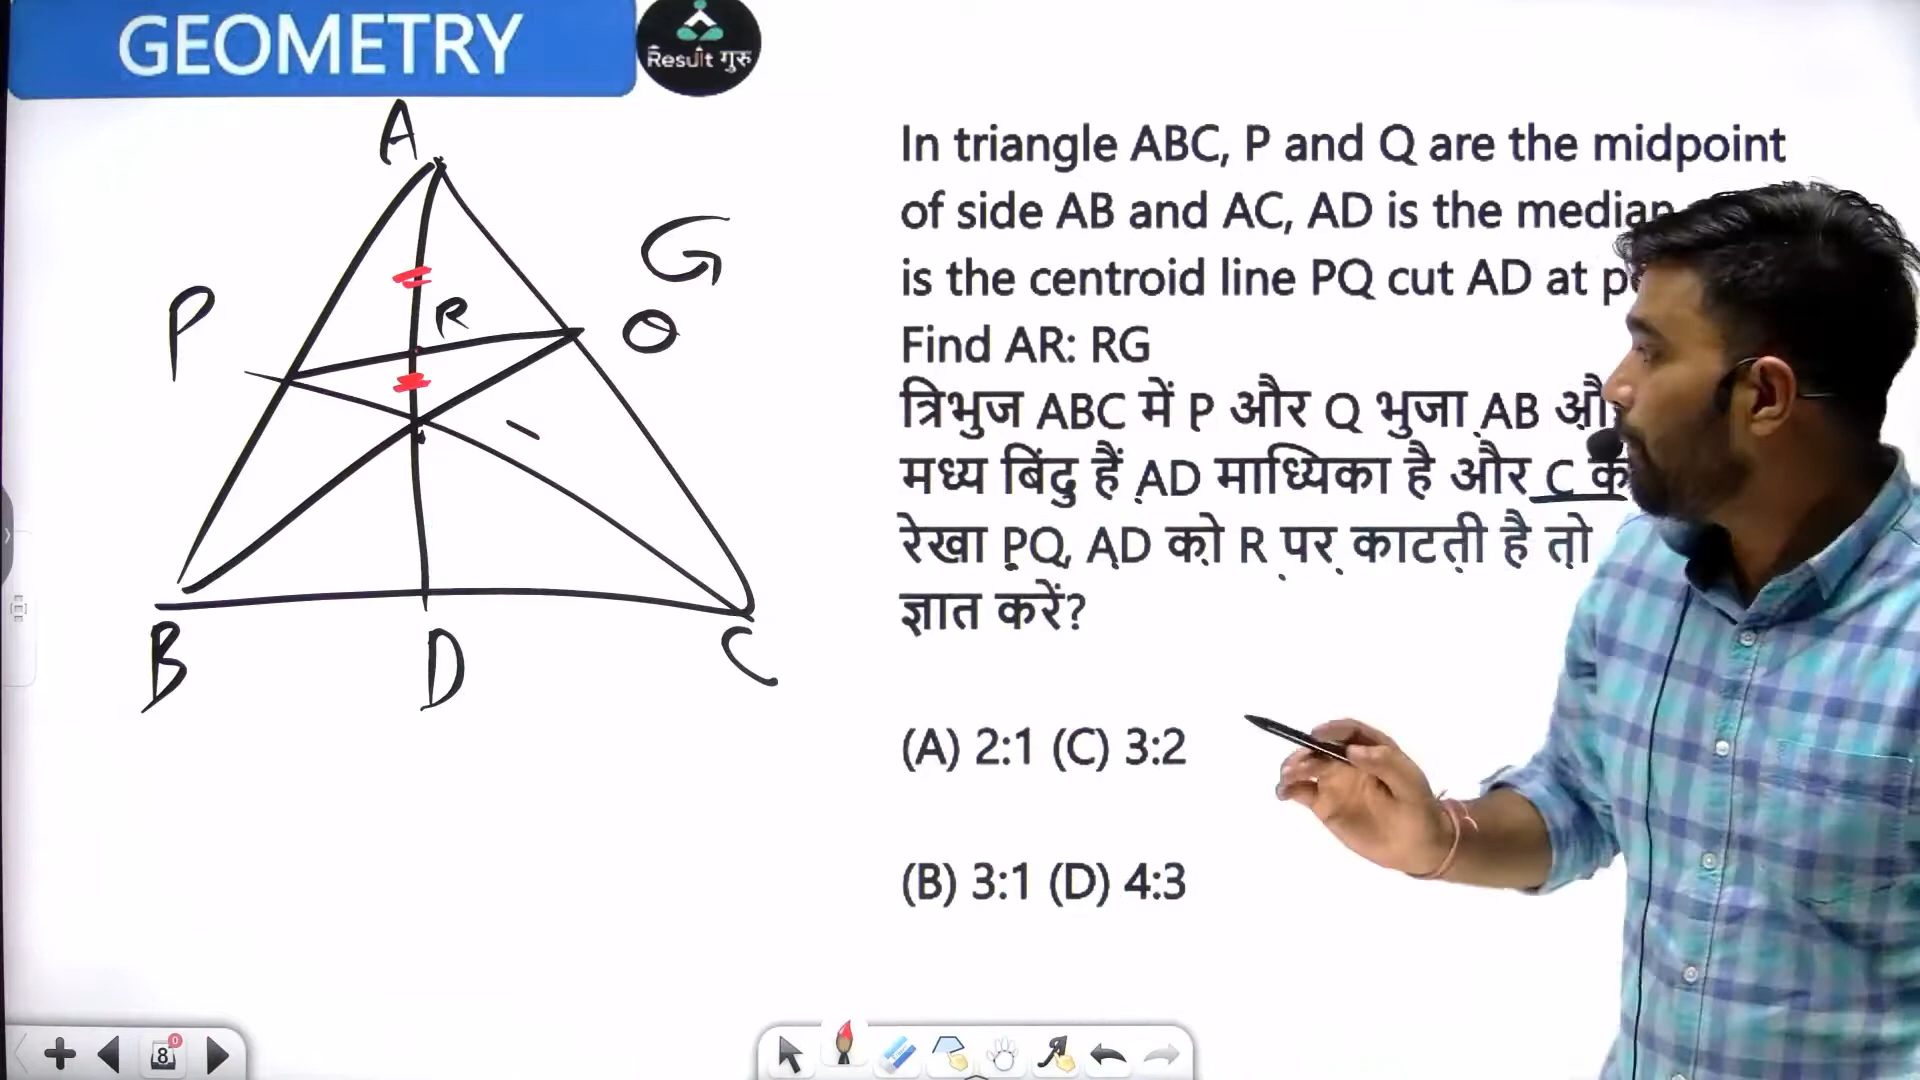 GEOMETRY
Result गुरु
In triangle ABC, P and Q are the midpoint
of side AB and AC, AD is the median
is the centroid line PQ cut AD at
Find AR: RG
त्रिभुज ABC में P और Q भुजा AB
मध्य बिंदु हैं AD माध्यिका है और C
रेखा PQ, AD को R पर काटती है तो
ज्ञात करें?
(A) 2:1 (C) 3:2
(B) 3:1 (D) 4:3
A
G
P
R
Q
B
D
C
8
0